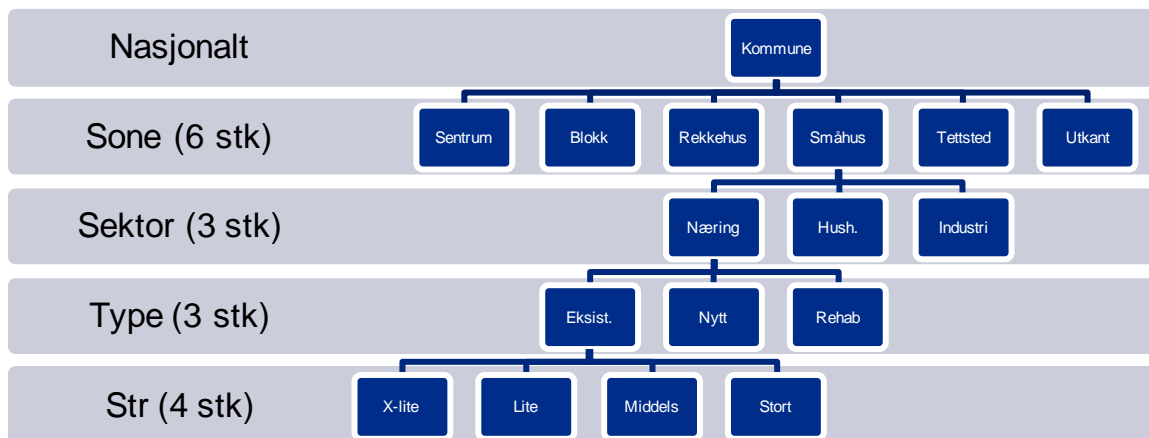 Nasjonalt
Kommune
Sone (6 stk)
Sentrum
Blokk
Rekkehus
Småhus
Tettsted
Utkant
Sektor (3 stk)
Næring
Hush.
Industri
Type (3 stk)
Eksist.
Nytt
Rehab
Str (4 stk)
X-lite
Lite
Middels
Stort